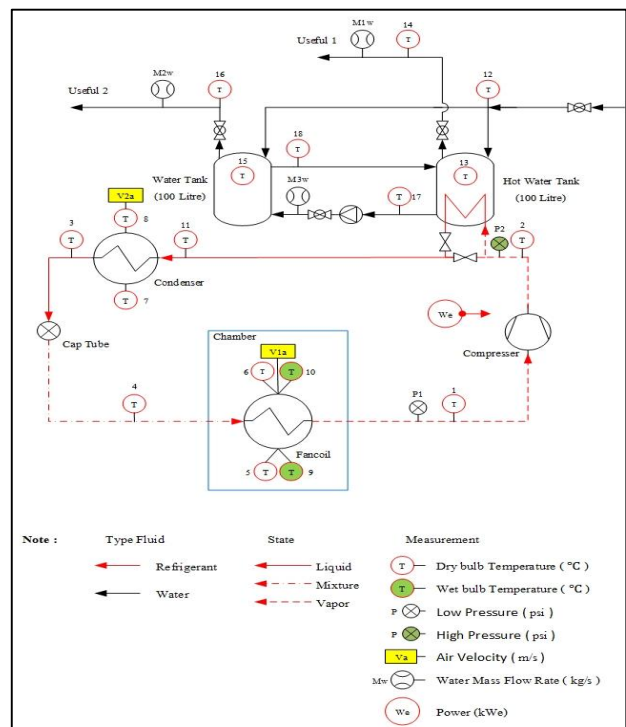 M1w
14
T
Useful 1
M2w
16
T
12
T
Useful 2
18
T
15
T
13
T
Water Tank
(100 Litre)
M3w
T
17
Hot Water Tank
(100 Litre)
V2a
3
T
T
8
11
T
P2
2
T
Condenser
T
7
We
Cap Tube
Compresser
Chamber
V1a
4
T
6
T
T
10
P1
1
T
Fancoil
5
T
T
9
Note :
Type Fluid
State
Measurement
Refrigerant
Liquid
T
Dry bulb Temperature ( °C)
Water
Mixture
T
Wet bulb Temperature ( °C)
Vapor
P
Low Pressure ( psi )
P
High Pressure ( psi )
Va
Air Velocity ( m/s )
Mw
Water Mass Flow Rate ( kg/s )
We
Power (kWe)